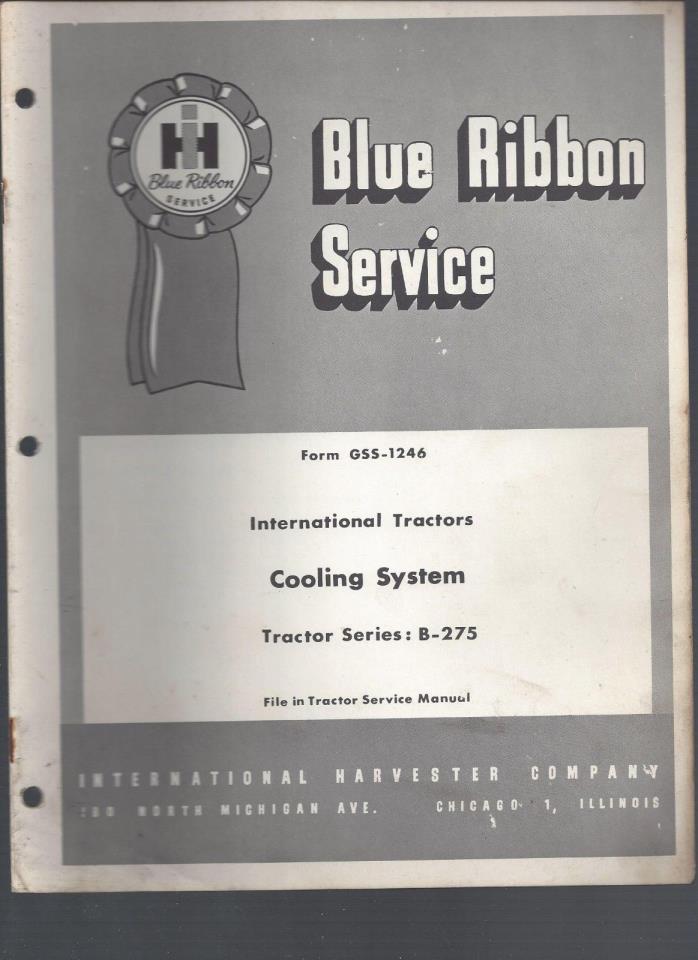 IH
Blue Ribbon
SERVICE
Blue Ribbon
Service
Form GSS-1246
International Tractors
Cooling System
Tractor Series: B-275
File in Tractor Service Manual
INTERNATIONAL HARVESTER COMPANY
NORTH MICHIGAN AVE. CHICAGO 1, ILLINOIS